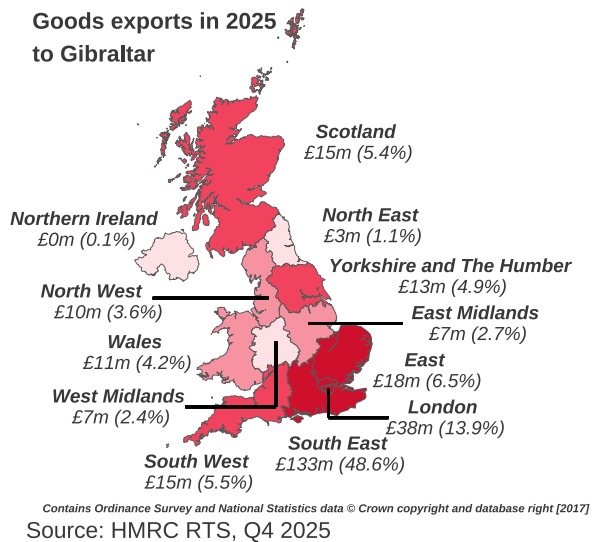 Goods exports in 2025
to Gibraltar
Scotland
£15m (5.4%)
Northern Ireland
£0m (0.1%)
North East
£3m (1.1%)
Yorkshire and The Humber
£13m (4.9%)
North West
£10m (3.6%)
East Midlands
£7m (2.7%)
Wales
£11m (4.2%)
East
£18m (6.5%)
West Midlands
£7m (2.4%)
London
£38m (13.9%)
South East
£133m (48.6%)
South West
£15m (5.5%)
Contains Ordinance Survey and National Statistics data © Crown copyright and database right [2017]
Source: HMRC RTS, Q4 2025